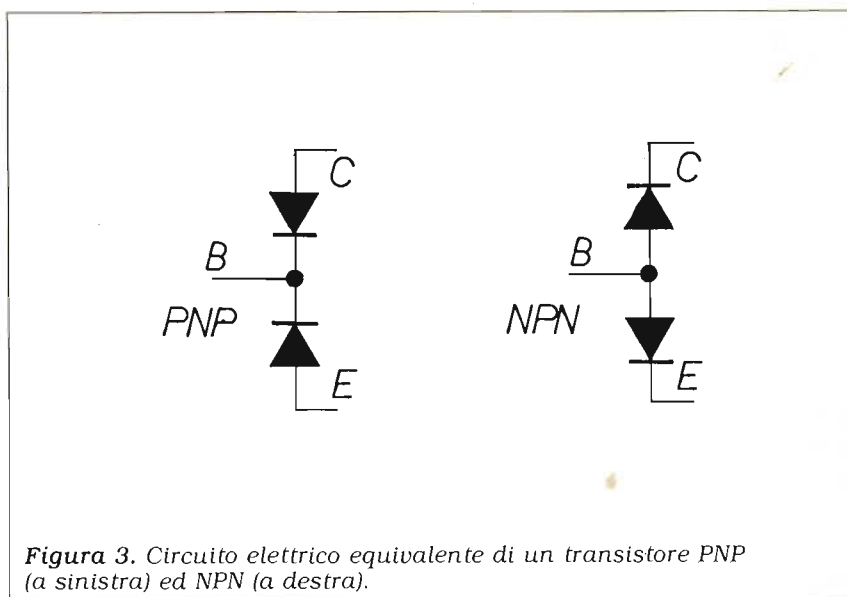 C
B
PNP
E
C
B
NPN
E
Figura 3. Circuito elettrico equivalente di un transistore PNP
(a sinistra) ed NPN (a destra).